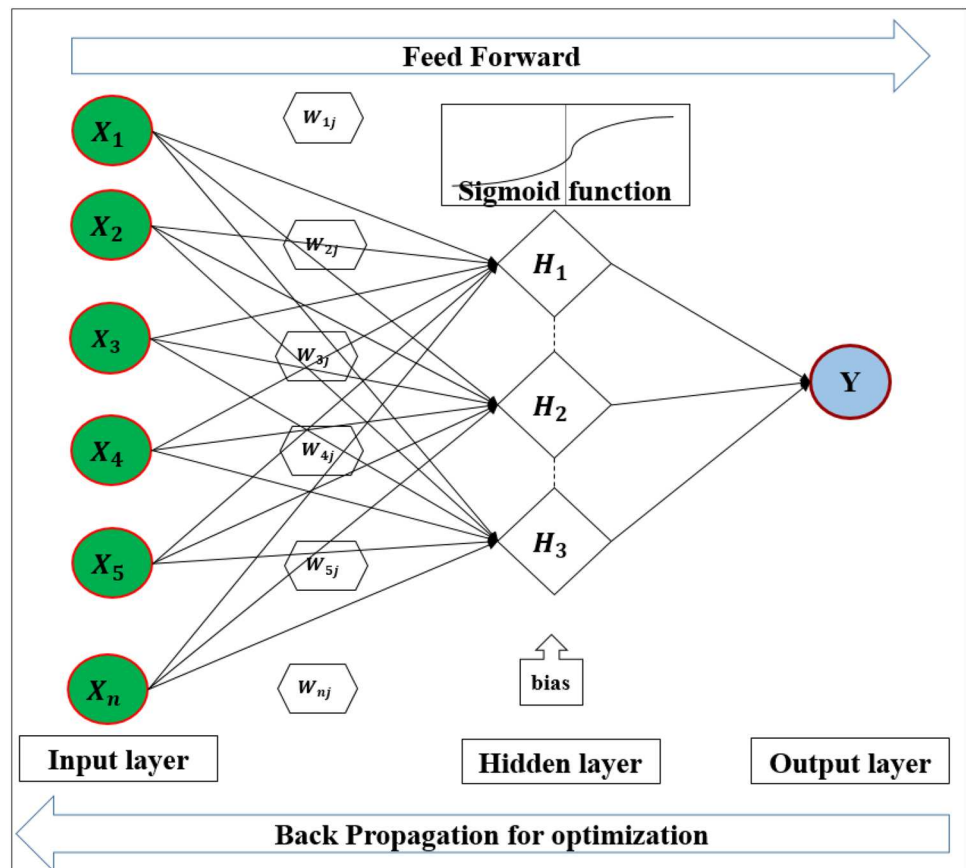 Feed Forward
X₁
W₁ⱼ
Sigmoid function
X₂
W₂ⱼ
H₁
X₃
W₃ⱼ
H₂
Y
X₄
W₄ⱼ
H₃
X₅
W₅ⱼ
Xₙ
Wₙⱼ
bias
Input layer
Hidden layer
Output layer
Back Propagation for optimization